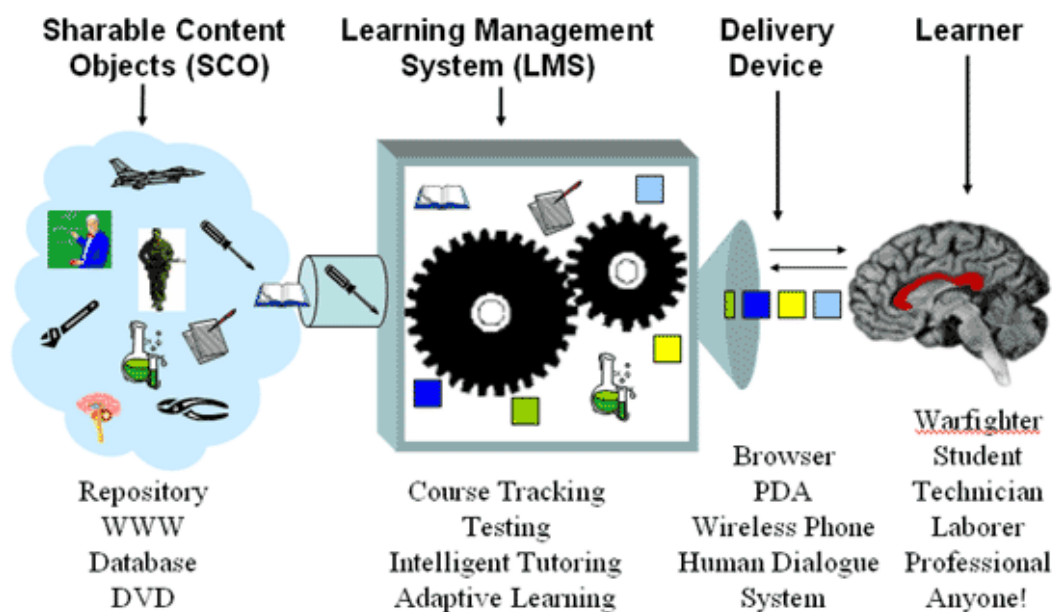 Sharable Content
Objects (SCO)
Learning Management
System (LMS)
Delivery
Device
Learner
Repository
WWW
Database
DVD
Course Tracking
Testing
Intelligent Tutoring
Adaptive Learning
Browser
PDA
Wireless Phone
Human Dialogue
System
Warfighter
Student
Technician
Laborer
Professional
Anyone!